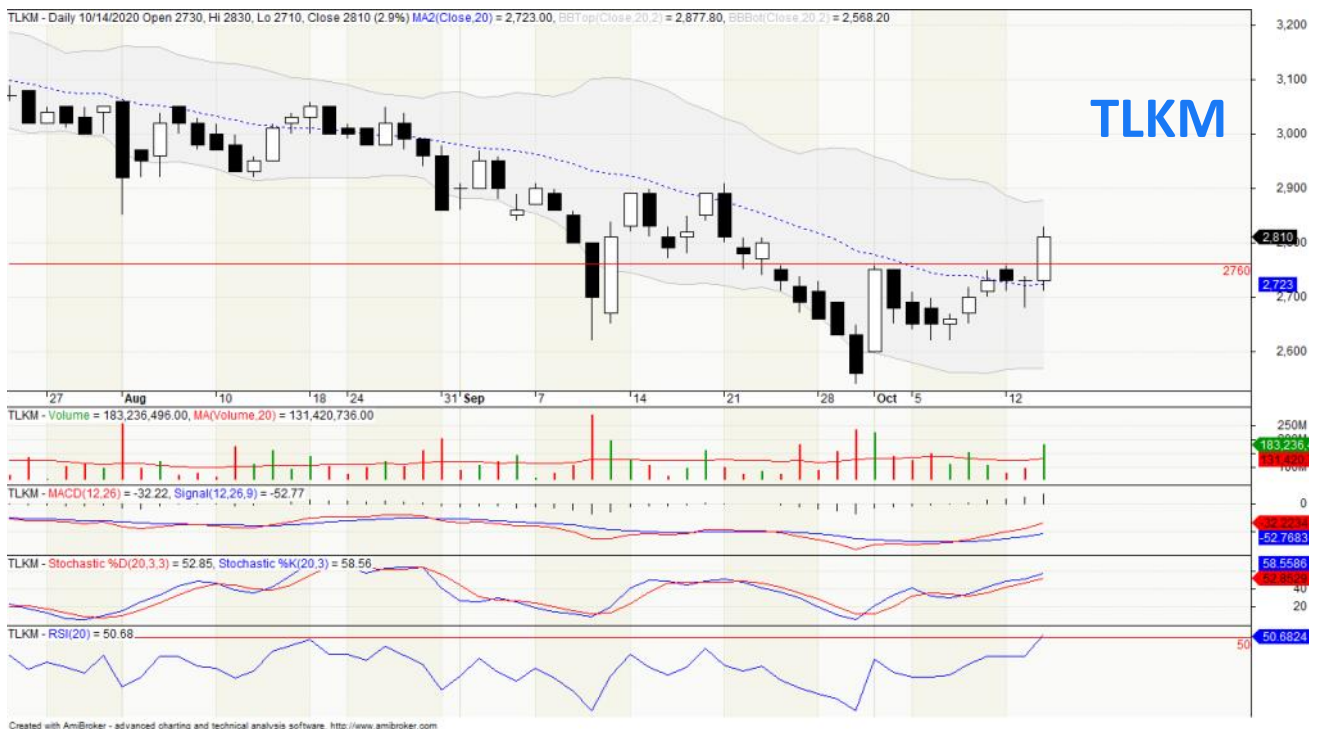 TLKM - Daily 10/14/2020 Open 2730, Hi 2830, Lo 2710, Close 2810 (2.9%) MA2(Close,20) = 2,723.00, BBTop(Close,20,2) = 2,877.80, BBBot(Close,20,2) = 2,568.20
3,200
3,100
TLKM
3,000
2,900
2,810
2760
2,723
2,700
2,600
27 Aug 10 18 24 31 Sep 7 14 21 28 Oct 5 12
TLKM - Volume = 183,236,496.00, MA(Volume,20) = 131,420,736.00
250M
183,236,
131,420,
TLKM - MACD(12,26) = -32.22, Signal(12,26,9) = -52.77
0
-32.2234
-52.7683
TLKM - Stochastic %D(20,3,3) = 52.85, Stochastic %K(20,3) = 58.56
58.5586
52.8529
40
20
TLKM - RSI(20) = 50.68
50.6824
50
Created with AmiBroker - advanced charting and technical analysis software. http://www.amibroker.com